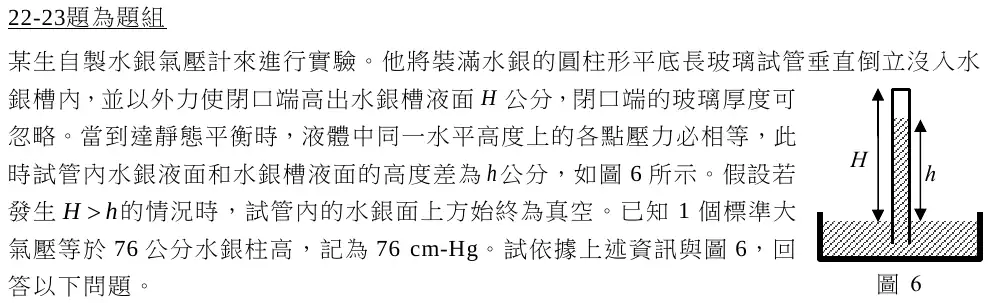 22-23題為題組
某生自製水銀氣壓計來進行實驗。他將裝滿水銀的圓柱形平底長玻璃試管垂直倒立沒入水
銀槽內，並以外力使閉口端高出水銀槽液面 H 公分，閉口端的玻璃厚度可
忽略。當到達靜態平衡時，液體中同一水平高度上的各點壓力必相等，此
時試管內水銀液面和水銀槽液面的高度差為h公分，如圖 6 所示。假設若
發生 H > h的情況時，試管內的水銀面上方始終為真空。已知 1 個標準大
氣壓等於 76 公分水銀柱高，記為 76 cm-Hg。試依據上述資訊與圖 6，回
答以下問題。
H
h
圖 6